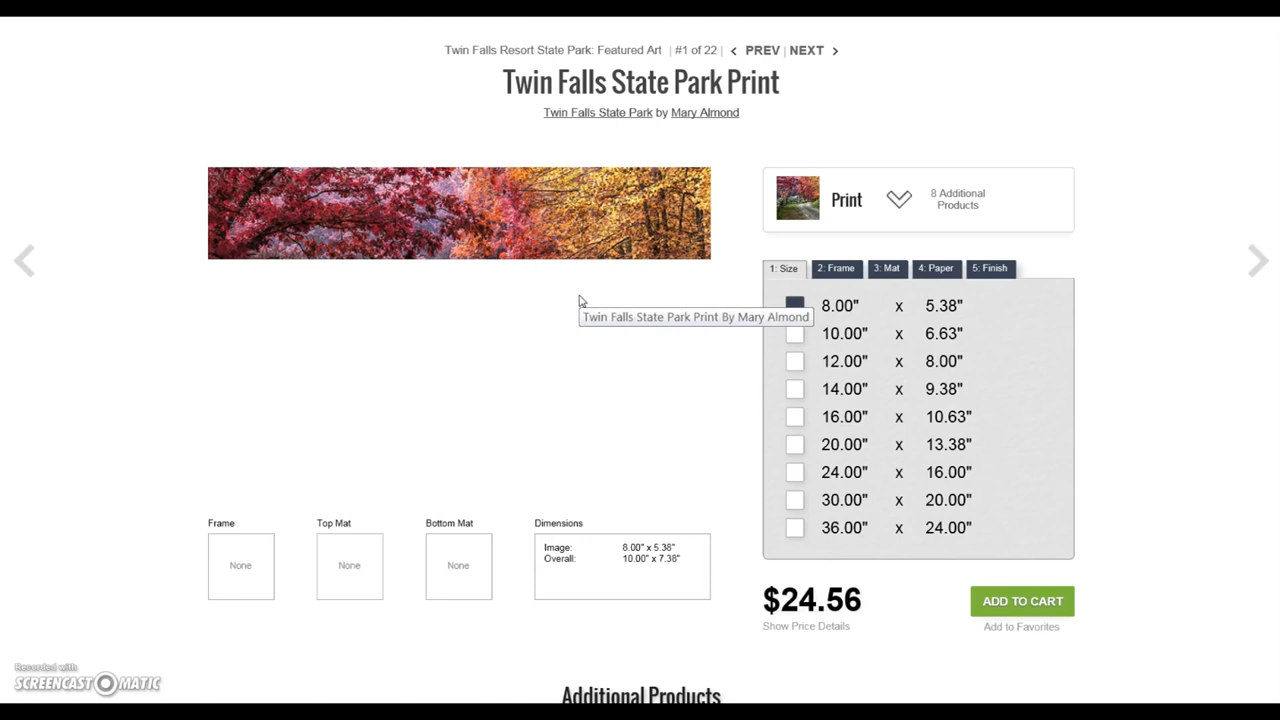 Twin Falls Resort State Park: Featured Art | #1 of 22 | PREV | NEXT
Twin Falls State Park Print
Twin Falls State Park by Mary Almond
Print
8 Additional
Products
1: Size 2: Frame 3: Mat 4: Paper 5: Finish
8.00" x 5.38"
Twin Falls State Park Print By Mary Almond
10.00" x 6.63"
12.00" x 8.00"
14.00" x 9.38"
16.00" x 10.63"
20.00" x 13.38"
24.00" x 16.00"
30.00" x 20.00"
36.00" x 24.00"
Frame Top Mat Bottom Mat Dimensions
None None None
Image: 8.00" x 5.38"
Overall: 10.00" x 7.38"
$24.56 ADD TO CART
Show Price Details Add to Favorites
Recorded with
SCREENCAST-O-MATIC
Additional Products